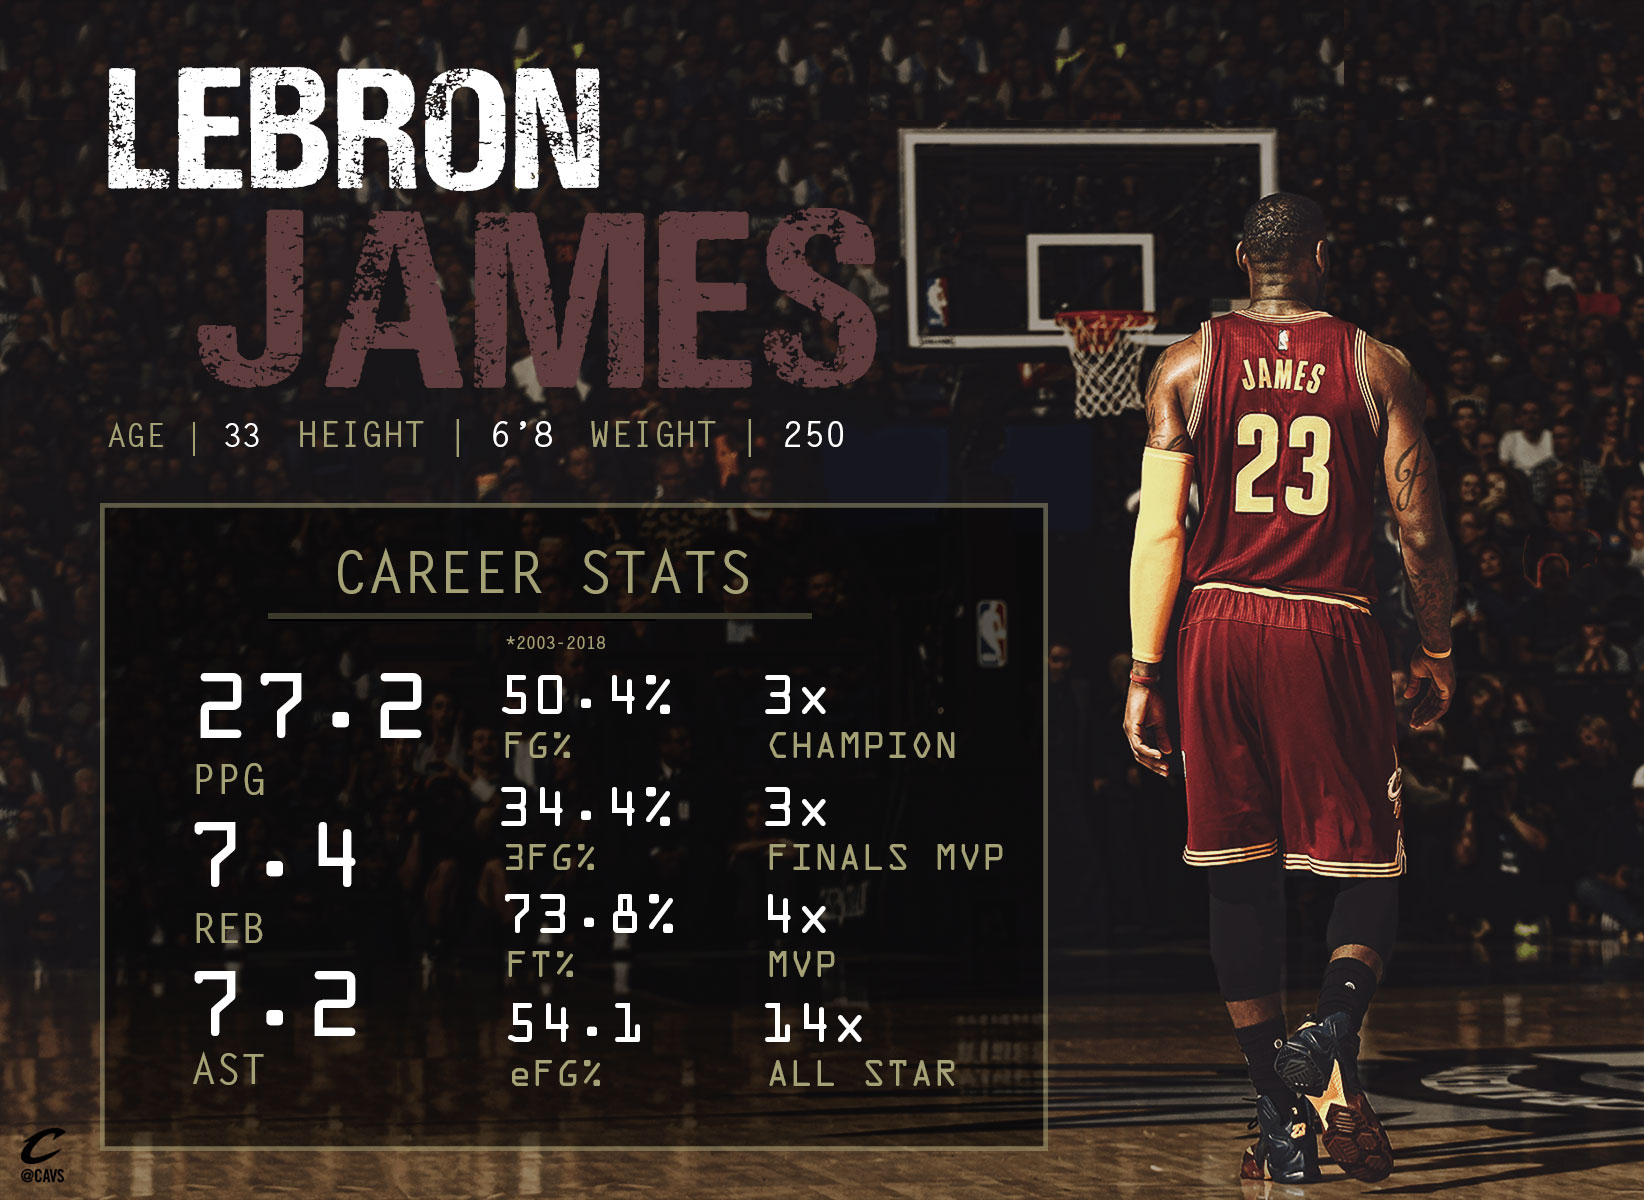 LEBRON
JAMES
AGE | 33 HEIGHT | 6'8 WEIGHT | 250
CAREER STATS
*2003-2018
27.2
PPG
7.4
REB
7.2
AST
50.4%
FG%
34.4%
3FG%
73.8%
FT%
54.1
eFG%
3x
CHAMPION
3x
FINALS MVP
4x
MVP
14x
ALL STAR
JAMES
23
23
C
@CAVS